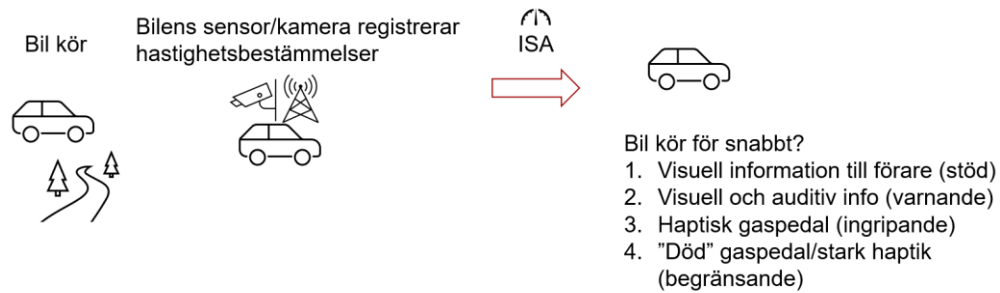 Bil kör
Bilens sensor/kamera registrerar
hastighetsbestämmelser
ISA
Bil kör för snabbt?
1. Visuell information till förare (stöd)
2. Visuell och auditiv info (varnande)
3. Haptisk gaspedal (ingripande)
4. ”Död” gaspedal/stark haptik
(begränsande)